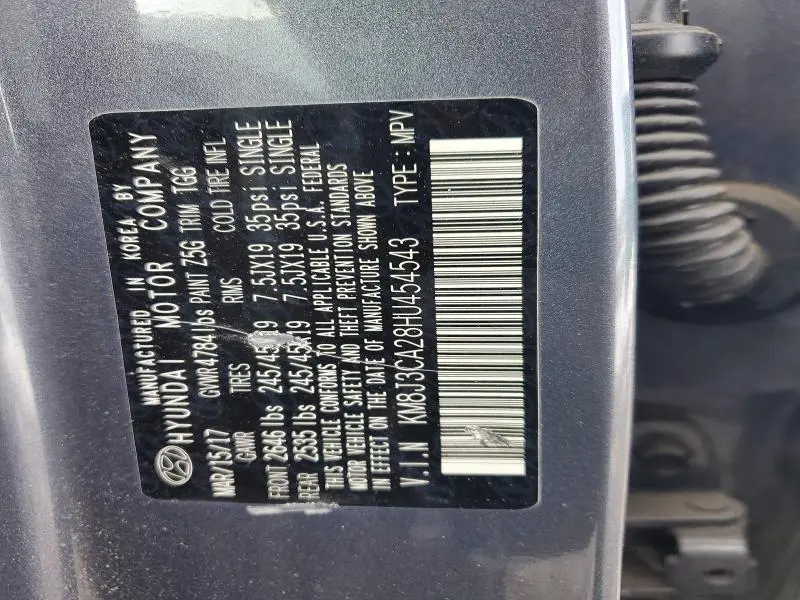 MANUFACTURED IN KOREA BY
HYUNDAI MOTOR COMPANY
MAR/15/17 GVWR 4784 lbs PAINT Z5G TRIM TGG
GAWR TIRES RMS COLD TIRE INFL
FRONT 2646 lbs 245/45R19 7.5JX19 35psi SINGLE
REAR 2535 lbs 245/45R19 7.5JX19 35psi SINGLE
THIS VEHICLE CONFORMS TO ALL APPLICABLE U.S.A. FEDERAL
MOTOR VEHICLE SAFETY AND THEFT PREVENTION STANDARDS
IN EFFECT ON THE DATE OF MANUFACTURE SHOWN ABOVE
V.I.N KM8J3CA28HU454543 TYPE : MPV